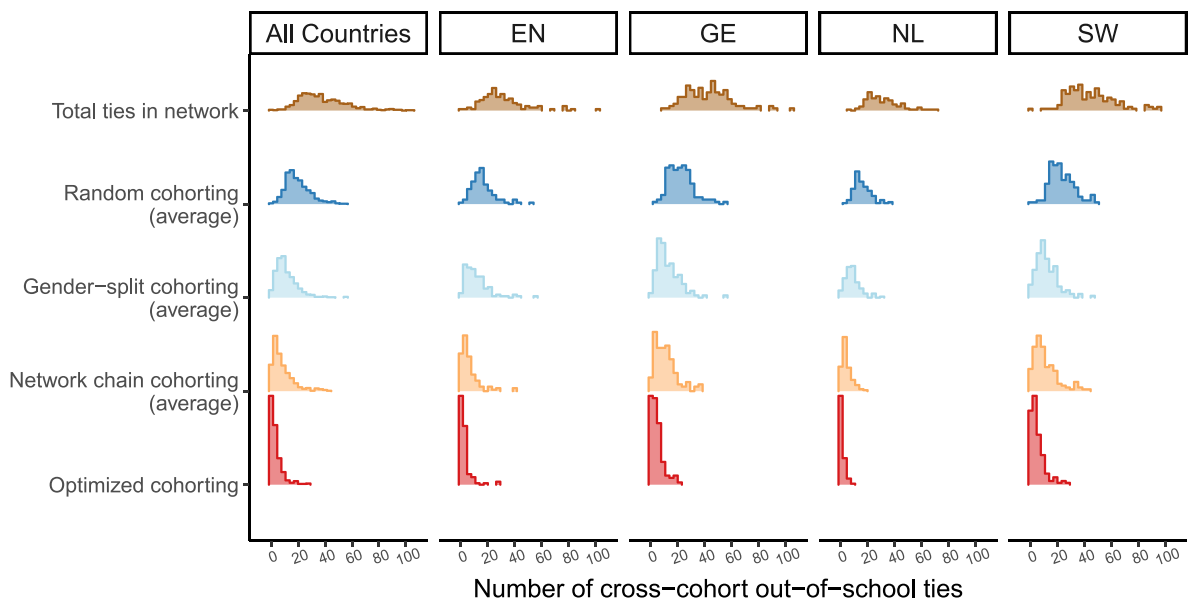 All Countries
EN
GE
NL
SW
Total ties in network
Random cohorting
(average)
Gender−split cohorting
(average)
Network chain cohorting
(average)
Optimized cohorting
0 20 40 60 80 100
0 20 40 60 80 100
0 20 40 60 80 100
0 20 40 60 80 100
0 20 40 60 80 100
Number of cross−cohort out−of−school ties